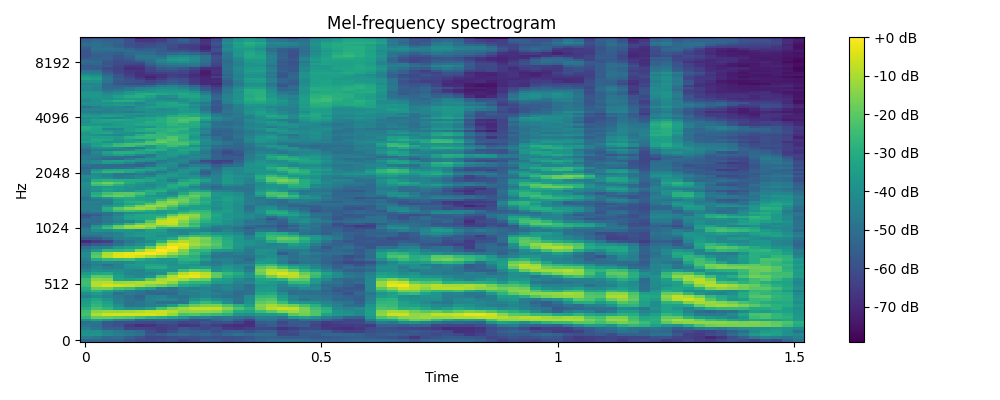 Mel-frequency spectrogram
Hz
8192
4096
2048
1024
512
0
0
0.5
1
1.5
Time
+0 dB
-10 dB
-20 dB
-30 dB
-40 dB
-50 dB
-60 dB
-70 dB